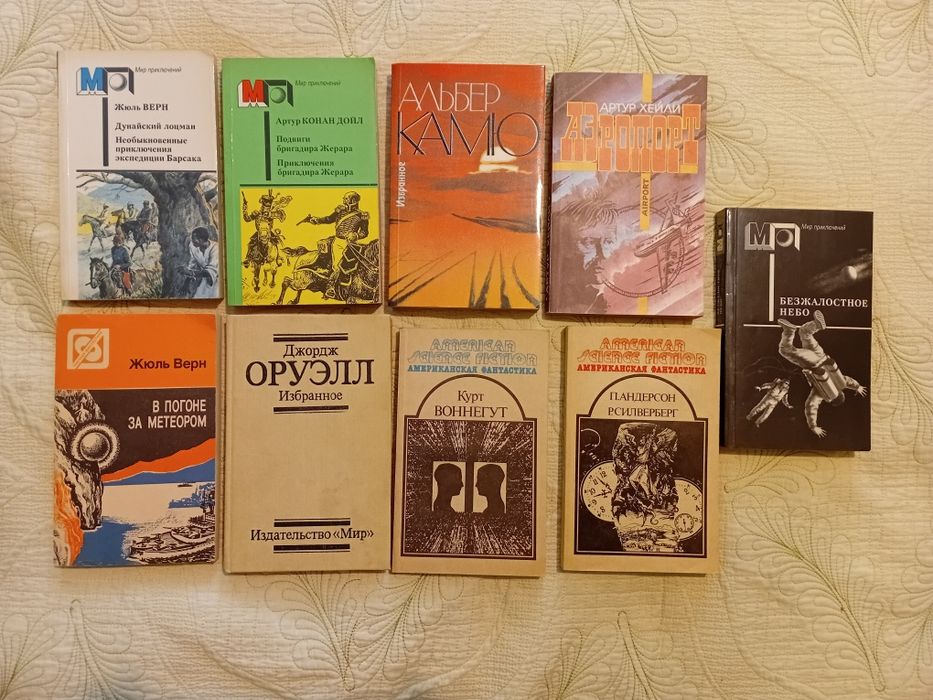 Мир приключений
Жюль ВЕРН
Дунайский лоцман
Необыкновенные
приключения
экспедиции Барсака
Мир приключений
Артур КОНАН ДОЙЛ
Подвиги
бригадира Жерара
Приключения
бригадира Жерара
АЛЬБЕР
КАМЮ
Избранное
АРТУР ХЕЙЛИ
АЭРОПОРТ
AIRPORT
Мир приключений
БЕЗЖАЛОСТНОЕ
НЕБО
Жюль Верн
В ПОГОНЕ
ЗА МЕТЕОРОМ
Джордж
ОРУЭЛЛ
Избранное
Издательство «Мир»
AMERICAN
SCIENCE FICTION
АМЕРИКАНСКАЯ ФАНТАСТИКА
Курт
ВОННЕГУТ
AMERICAN
SCIENCE FICTION
АМЕРИКАНСКАЯ ФАНТАСТИКА
П.АНДЕРСОН
Р.СИЛВЕРБЕРГ